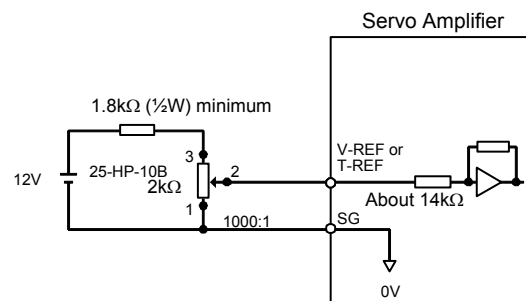 Servo Amplifier
1.8kΩ (½W) minimum
3
V-REF or
T-REF
12V
25-HP-10B
2kΩ
2
1
About 14kΩ
1000:1
SG
0V